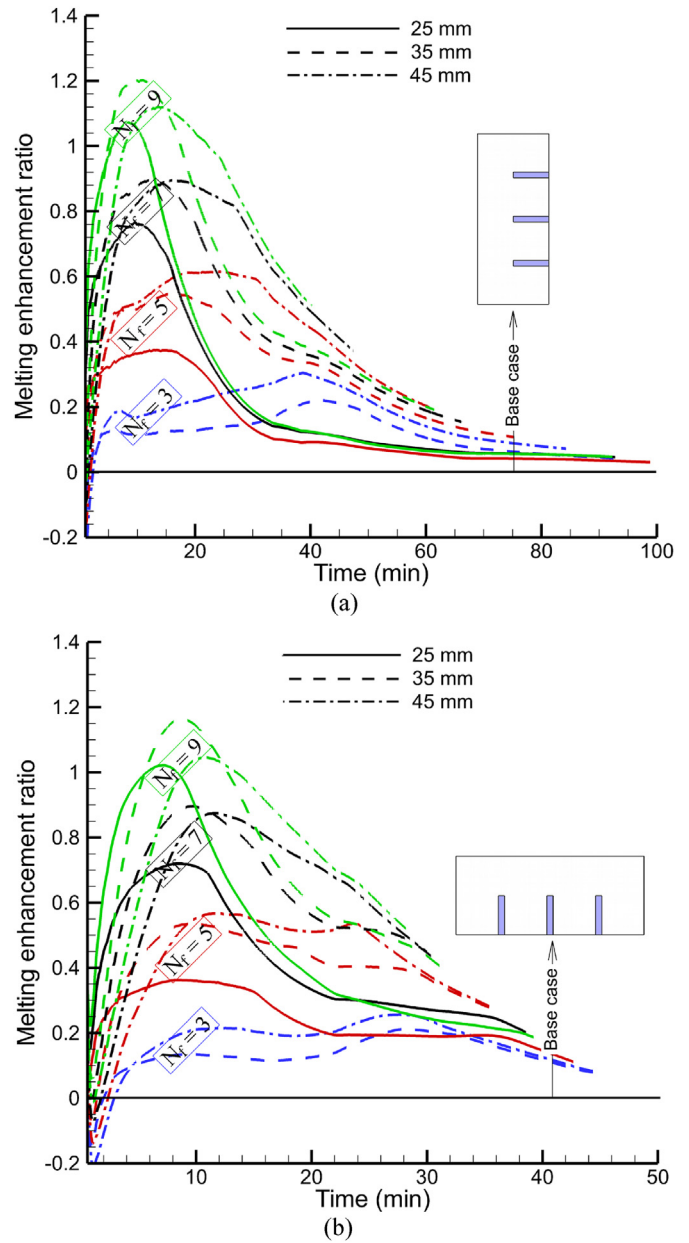 1.4
1.2
1
0.8
0.6
0.4
0.2
0
-0.2
Melting enhancement ratio
25 mm
35 mm
45 mm
N_f = 9
N_f = 5
N_f = 3
Base case
20
40
60
80
100
Time (min)
(a)
1.4
1.2
1
0.8
0.6
0.4
0.2
0
-0.2
Melting enhancement ratio
25 mm
35 mm
45 mm
N_f = 9
N_f = 7
N_f = 5
N_f = 3
Base case
10
20
30
40
50
Time (min)
(b)